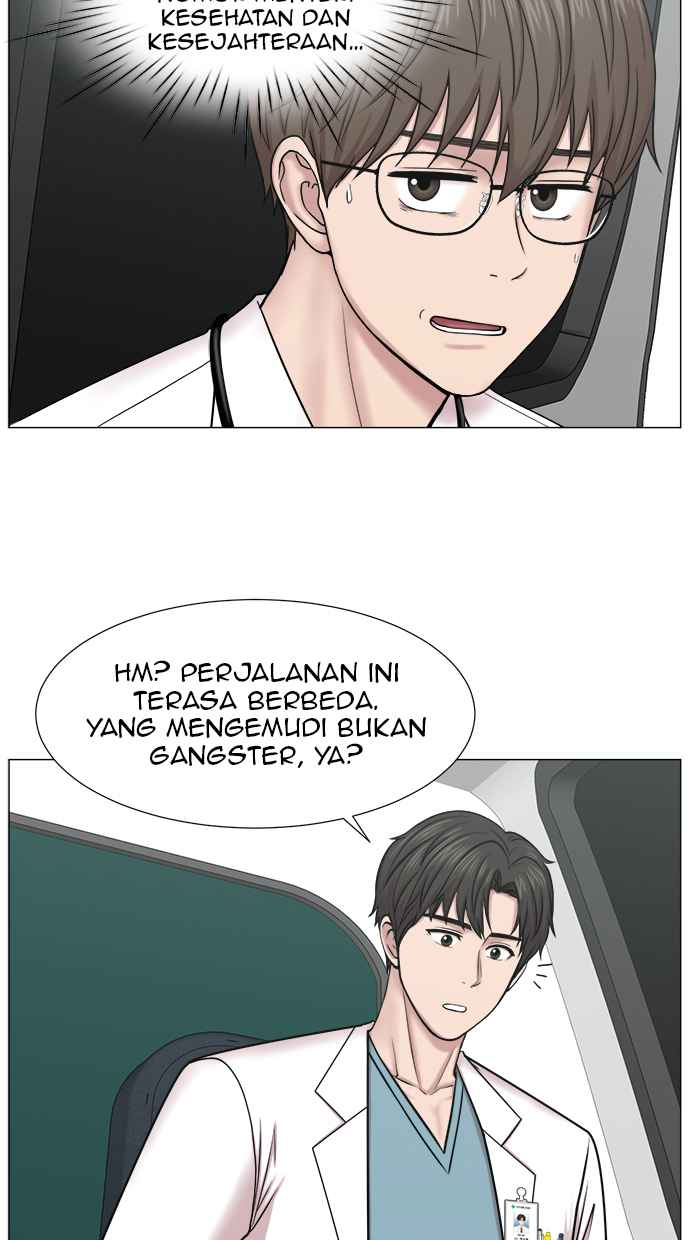 KESEHATAN DAN
KESEJAHTERAAN...
HM? PERJALANAN INI
TERASA BERBEDA.
YANG MENGEMUDI BUKAN
GANGSTER, YA?